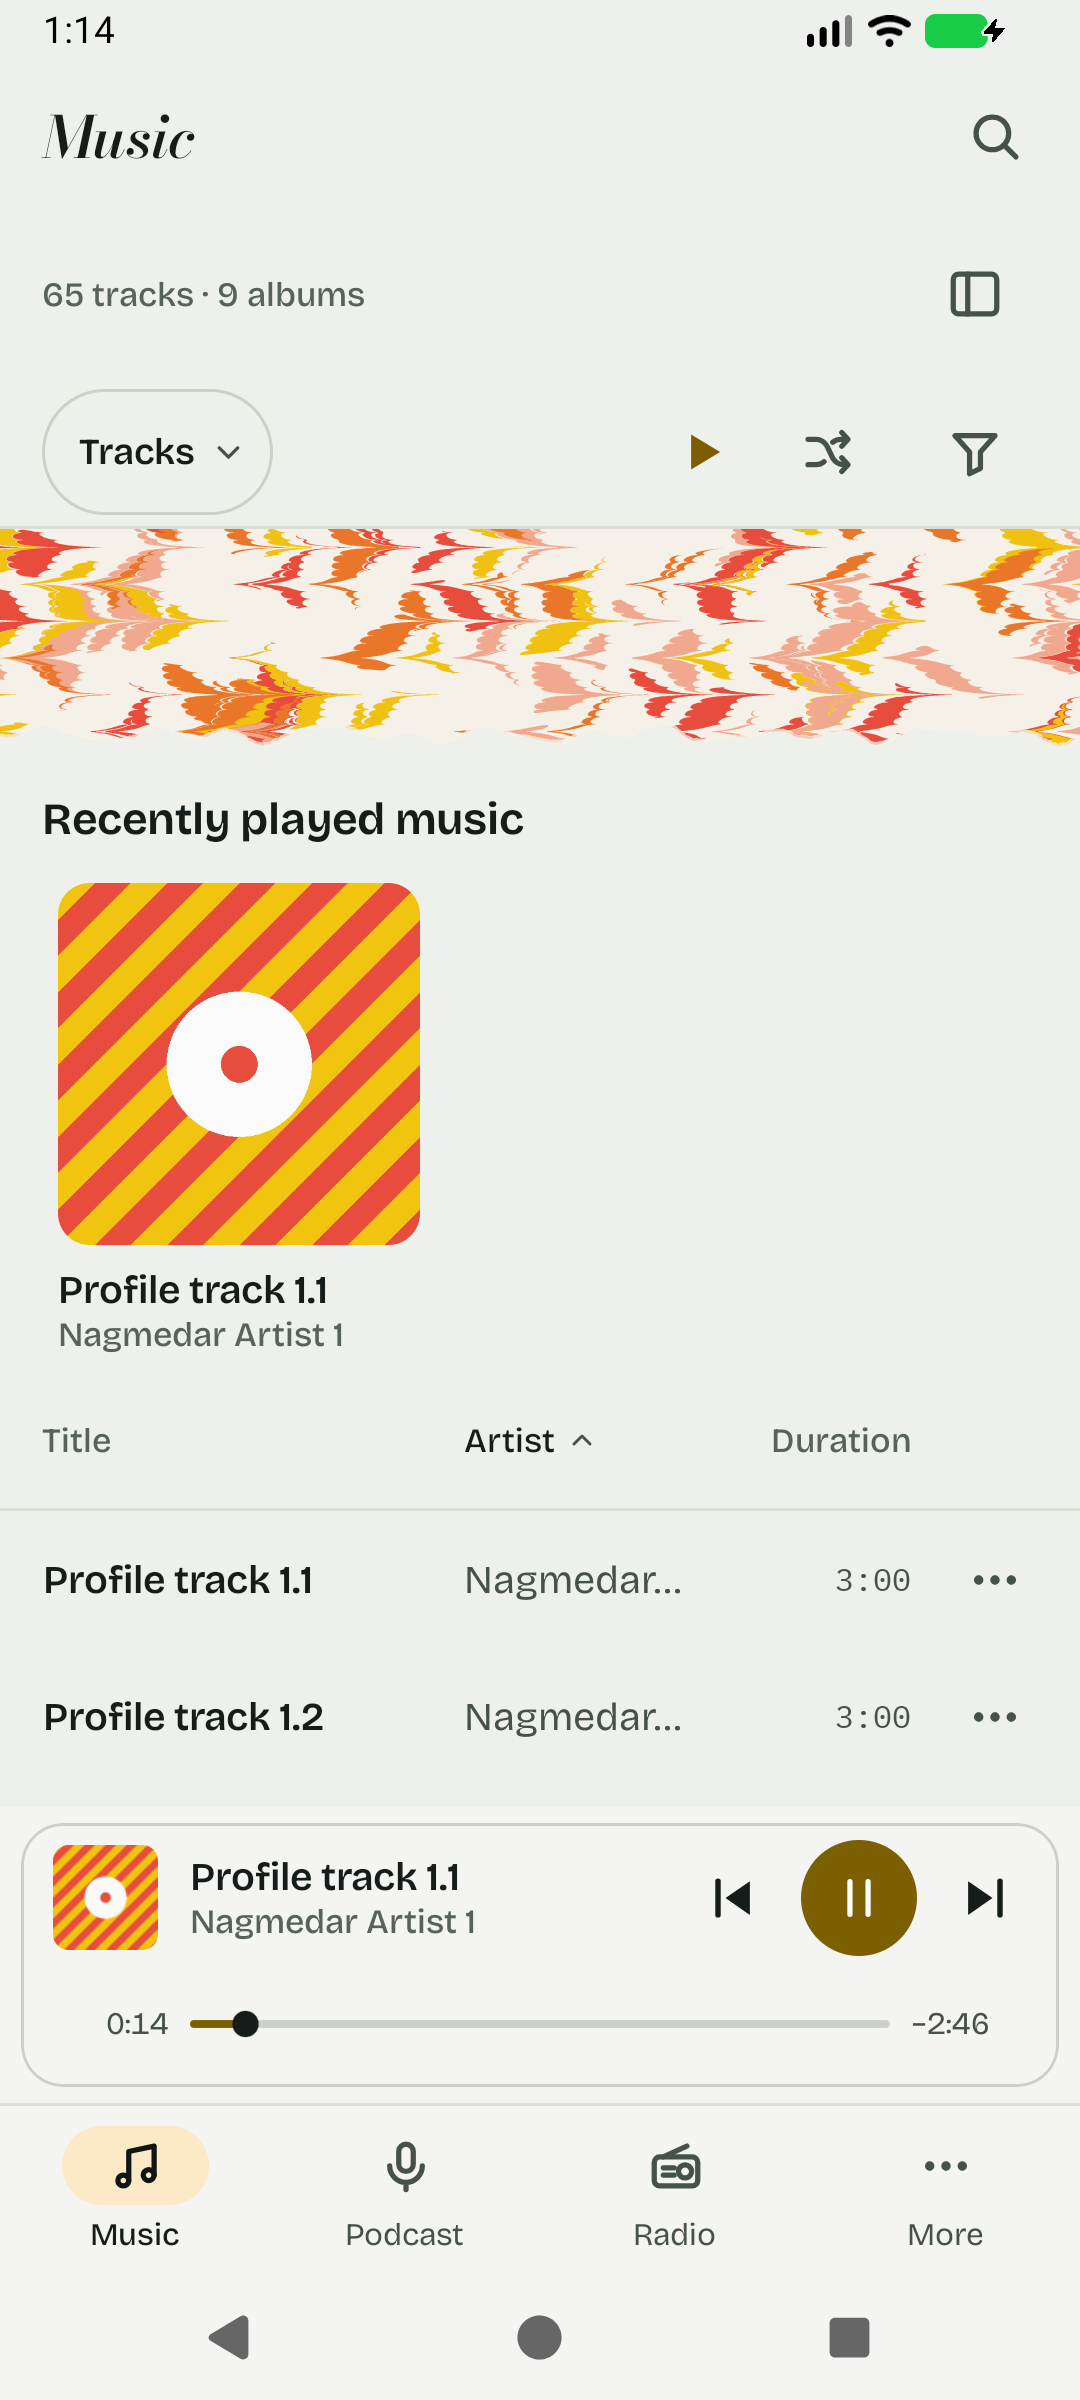 1:14
Music
65 tracks · 9 albums
Tracks
Recently played music
Profile track 1.1
Nagmedar Artist 1
Title Artist Duration
Profile track 1.1 Nagmedar... 3:00
Profile track 1.2 Nagmedar... 3:00
Profile track 1.1
Nagmedar Artist 1
0:14 -2:46
Music Podcast Radio More